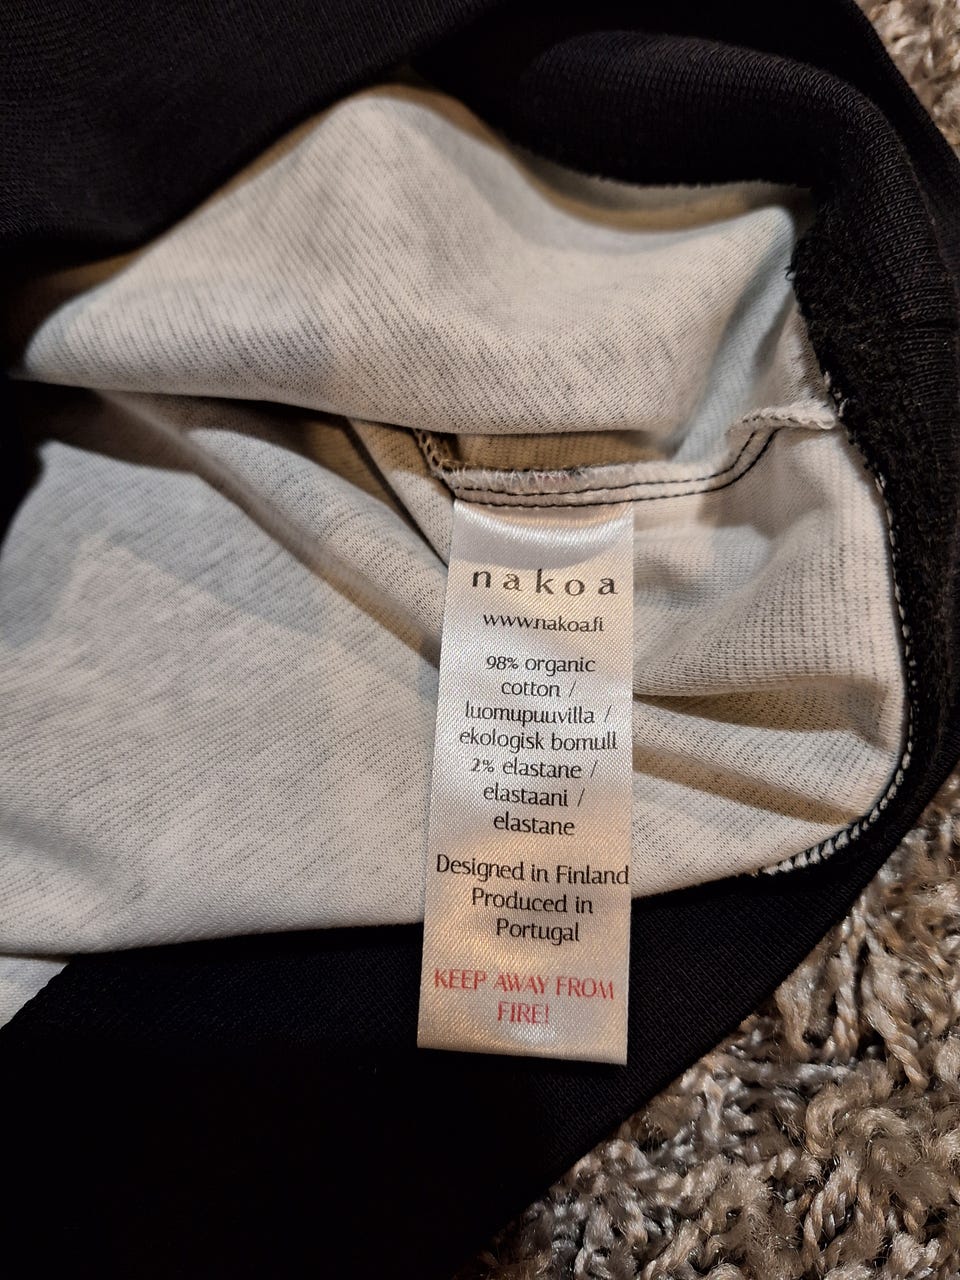 nakoa
www.nakoa.fi
98% organic
cotton /
luomupuuvilla /
ekologisk bomull
2% elastane /
elastaani /
elastane
Designed in Finland
Produced in
Portugal
KEEP AWAY FROM
FIRE!